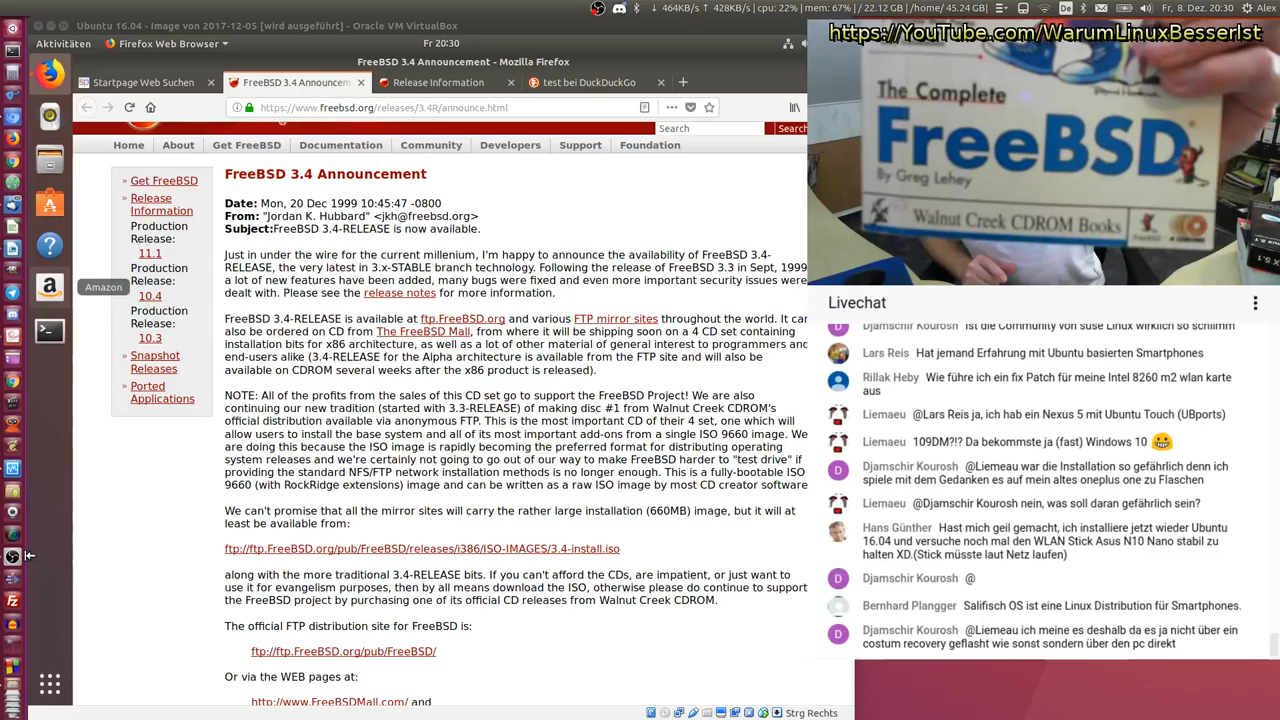 Ubuntu 16.04 - Image von 2017-12-05 [wird ausgeführt] - Oracle VM VirtualBox
464KB/s 428KB/s cpu: 22% mem: 57% // 22.12 GB /home/45.24 GB
Fr, 8. Dez. 20:30 Alex
Aktivitäten Firefox Web Browser Fr 20:30
FreeBSD 3.4 Announcement - Mozilla Firefox
Startpage Web Suchen
FreeBSD 3.4 Announcem
Release Information
test bei DuckDuckGo
https://www.freebsd.org/releases/3.4R/announce.html
Search Search
Home About Get FreeBSD Documentation Community Developers Support Foundation
» Get FreeBSD
» Release
Information
Production
Release:
11.1
Production
Release:
10.4
Production
Release:
10.3
» Snapshot
Releases
» Ported
Applications
Amazon
FreeBSD 3.4 Announcement
Date: Mon, 20 Dec 1999 10:45:47 -0800
From: "Jordan K. Hubbard" <jkh@freebsd.org>
Subject:FreeBSD 3.4-RELEASE is now available.
Just in under the wire for the current millenium, I'm happy to announce the availability of FreeBSD 3.4-
RELEASE, the very latest in 3.x-STABLE branch technology. Following the release of FreeBSD 3.3 in Sept, 1999
a lot of new features have been added, many bugs were fixed and even more important security issues were
dealt with. Please see the release notes for more information.
FreeBSD 3.4-RELEASE is available at ftp.FreeBSD.org and various FTP mirror sites throughout the world. It can
also be ordered on CD from The FreeBSD Mall, from where it will be shipping soon on a 4 CD set containing
installation bits for x86 architecture, as well as a lot of other material of general interest to programmers and
end-users alike (3.4-RELEASE for the Alpha architecture is available from the FTP site and will also be
available on CDROM several weeks after the x86 product is released).
NOTE: All of the profits from the sales of this CD set go to support the FreeBSD Project! We are also
continuing our new tradition (started with 3.3-RELEASE) of making disc #1 from Walnut Creek CDROM's
official distribution available via anonymous FTP. This is the most important CD of their 4 set, one which will
allow users to install the base system and all of its most important add-ons from a single ISO 9660 image. We
are doing this because the ISO image is rapidly becoming the preferred format for distributing operating
system releases and we're certainly not going to go out of our way to make FreeBSD harder to "test drive" if
providing the standard NFS/FTP network installation methods is no longer enough. This is a fully-bootable ISO
9660 (with RockRidge extensions) image and can be written as a raw ISO image by most CD creator software
We can't promise that all the mirror sites will carry the rather large installation (660MB) image, but it will at
least be available from:
ftp://ftp.FreeBSD.org/pub/FreeBSD/releases/i386/ISO-IMAGES/3.4-install.iso
along with the more traditional 3.4-RELEASE bits. If you can't afford the CDs, are impatient, or just want to
use it for evangelism purposes, then by all means download the ISO, otherwise please do continue to support
the FreeBSD project by purchasing one of its official CD releases from Walnut Creek CDROM.
The official FTP distribution site for FreeBSD is:
ftp://ftp.FreeBSD.org/pub/FreeBSD/
Or via the WEB pages at:
http://www.FreeBSDMall.com/ and
Strg Rechts
https://YouTube.com/WarumLinuxBesserIst
The Complete
FreeBSD
By Greg Lehey
Walnut Creek CDROM Books
Livechat
Djamschir Kourosh ist die Community von suse Linux wirklich so schlimm
Lars Reis Hat jemand Erfahrung mit Ubuntu basierten Smartphones
Rillak Heby Wie führe ich ein fix Patch für meine Intel 8260 m2 wlan karte
aus
Liemaeu @Lars Reis ja, ich hab ein Nexus 5 mit Ubuntu Touch (UBports)
Liemaeu 109DM?!? Da bekommste ja (fast) Windows 10
Djamschir Kourosh @Liemaeu war die Installation so gefährlich denn ich
spiele mit dem Gedanken es auf mein altes oneplus one zu Flaschen
Liemaeu @Djamschir Kourosh nein, was soll daran gefährlich sein?
Hans Günther Hast mich geil gemacht, ich installiere jetzt wieder Ubuntu
16.04 und versuche noch mal den WLAN Stick Asus N10 Nano stabil zu
halten XD.(Stick müsste laut Netz laufen)
Djamschir Kourosh @
Bernhard Plangger Salifisch OS ist eine Linux Distribution für Smartphones.
Djamschir Kourosh @Liemaeu ich meine es deshalb da es ja nicht über ein
costum recovery geflasht wie sonst sondern über den pc direkt